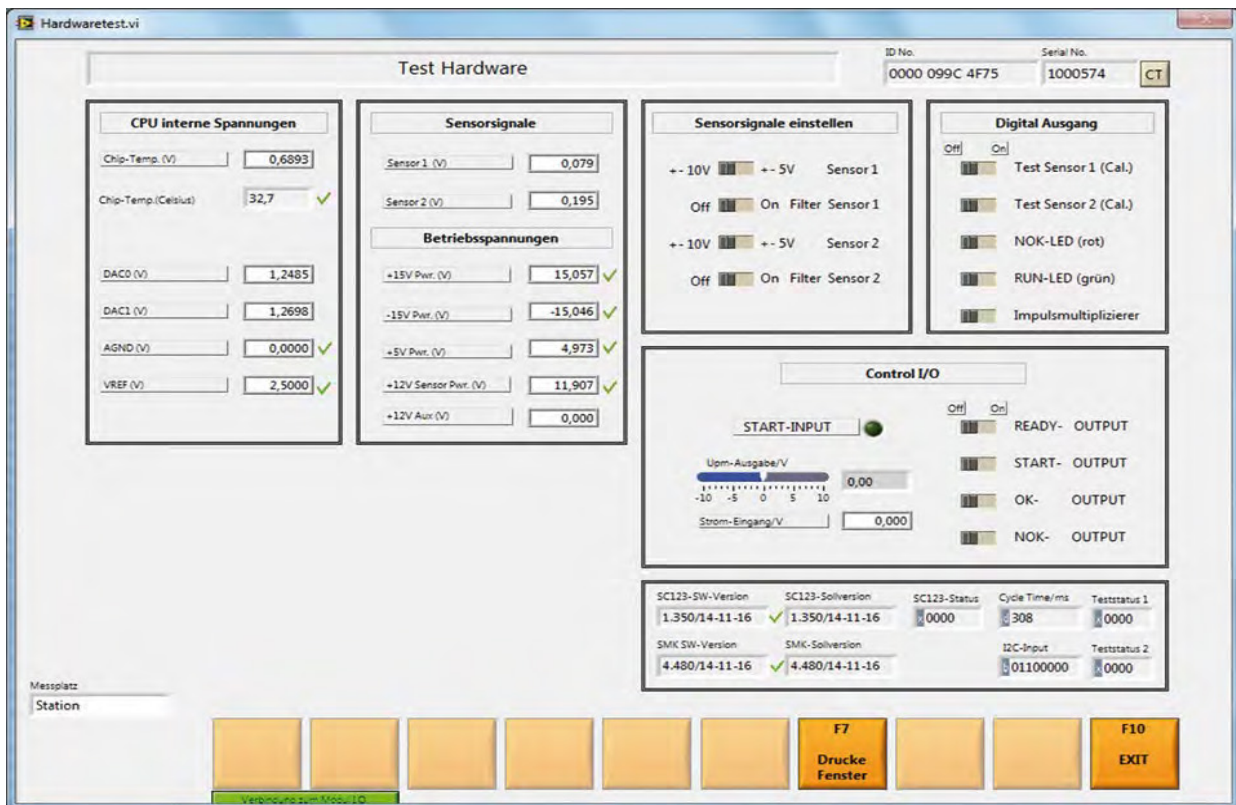 Hardwaretest.vi
Test Hardware
ID No.
0000 099C 4F75
Serial No.
1000574
CT
CPU interne Spannungen
Chip-Temp. (V) 0,6893
Chip-Temp.(Celsius) 32,7
DAC0 (V) 1,2485
DAC1 (V) 1,2698
AGND (V) 0,0000
VREF (V) 2,5000
Sensorsignale
Sensor 1 (V) 0,079
Sensor 2 (V) 0,195
Betriebsspannungen
+15V Pwr. (V) 15,057
-15V Pwr. (V) -15,046
+5V Pwr. (V) 4,973
+12V Sensor Pwr. (V) 11,907
+12V Aux (V) 0,000
Sensorsignale einstellen
+-10V +-5V Sensor 1
Off On Filter Sensor 1
+-10V +-5V Sensor 2
Off On Filter Sensor 2
Digital Ausgang
Off On
Test Sensor 1 (Cal.)
Test Sensor 2 (Cal.)
NOK-LED (rot)
RUN-LED (grün)
Impulsmultiplizierer
Control I/O
START-INPUT
Upm-Ausgabe/V
0,00
-10 -5 0 5 10
Strom-Eingang/V 0,000
Off On
READY- OUTPUT
START- OUTPUT
OK- OUTPUT
NOK- OUTPUT
SC123-SW-Version SC123-Sollversion SC123-Status Cycle Time/ms Teststatus 1
1.350/14-11-16 1.350/14-11-16 x 0000 d 308 x 0000
SMK SW-Version SMK-Sollversion I2C-Input Teststatus 2
4.480/14-11-16 4.480/14-11-16 b 01100000 x 0000
Messplatz
Station
F7
Drucke
Fenster
F10
EXIT
Verbindung zum Modul I.O